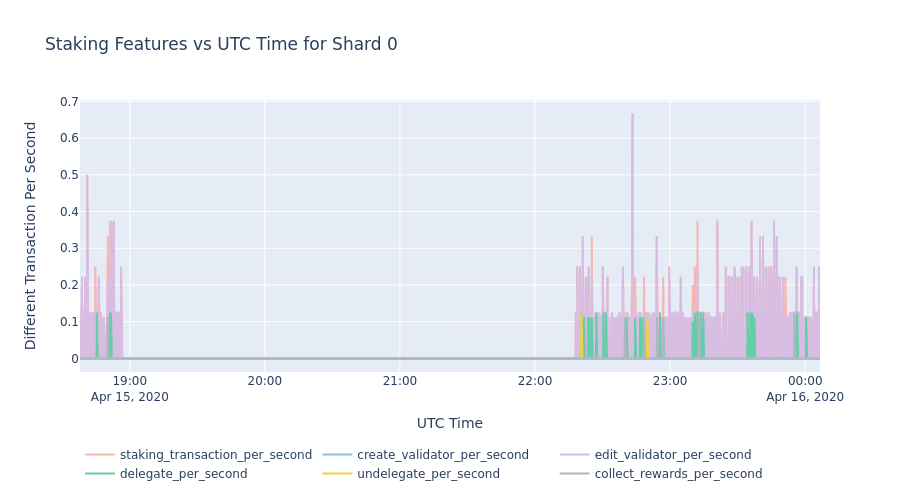 Staking Features vs UTC Time for Shard 0
Different Transaction Per Second
0.7
0.6
0.5
0.4
0.3
0.2
0.1
0
19:00 20:00 21:00 22:00 23:00 00:00
Apr 15, 2020 Apr 16, 2020
UTC Time
staking_transaction_per_second create_validator_per_second edit_validator_per_second
delegate_per_second undelegate_per_second collect_rewards_per_second